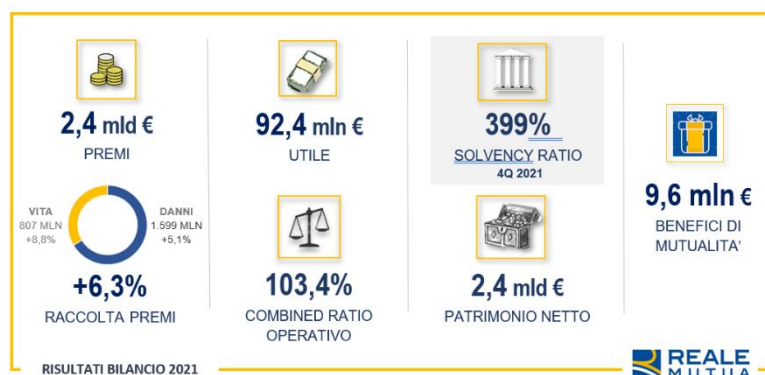 2,4 mld €
PREMI
VITA
807 MLN
+8,8%
DANNI
1.599 MLN
+5,1%
+6,3%
RACCOLTA PREMI
92,4 mln €
UTILE
103,4%
COMBINED RATIO
OPERATIVO
399%
SOLVENCY RATIO
4Q 2021
2,4 mld €
PATRIMONIO NETTO
9,6 mln €
BENEFICI DI
MUTUALITA'
RISULTATI BILANCIO 2021
REALE
MUTUA